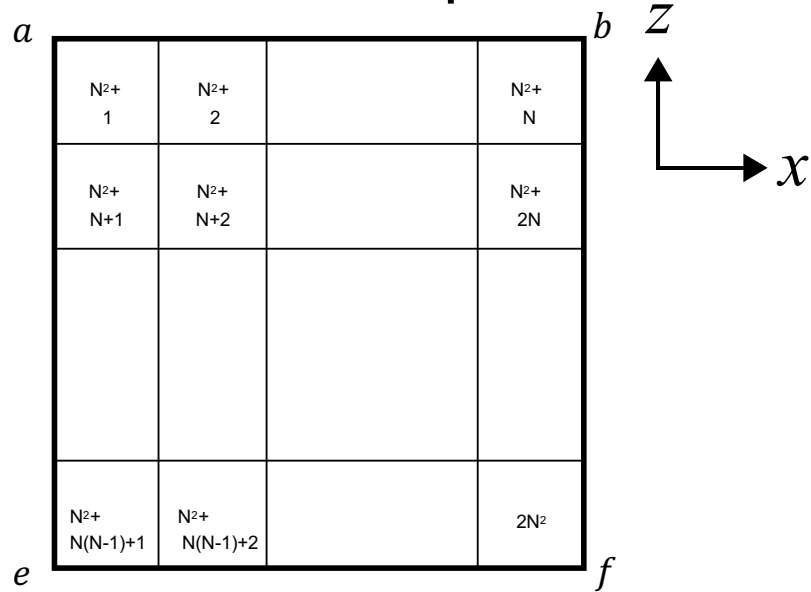 a
b
z
N²+
1
N²+
2
N²+
N
x
N²+
N+1
N²+
N+2
N²+
2N
N²+
N(N-1)+1
N²+
N(N-1)+2
2N²
e
f